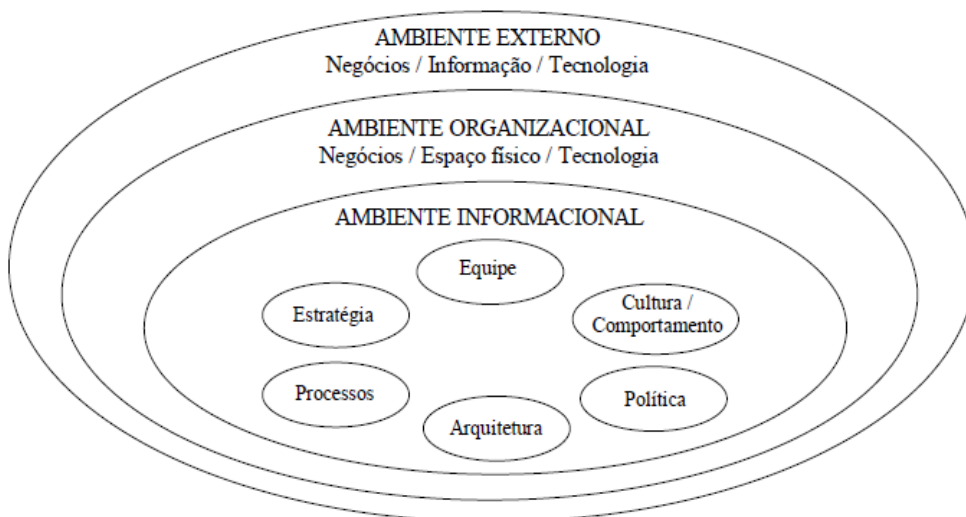 AMBIENTE EXTERNO
Negócios / Informação / Tecnologia
AMBIENTE ORGANIZACIONAL
Negócios / Espaço físico / Tecnologia
AMBIENTE INFORMACIONAL
Equipe
Estratégia
Cultura /
Comportamento
Processos
Política
Arquitetura